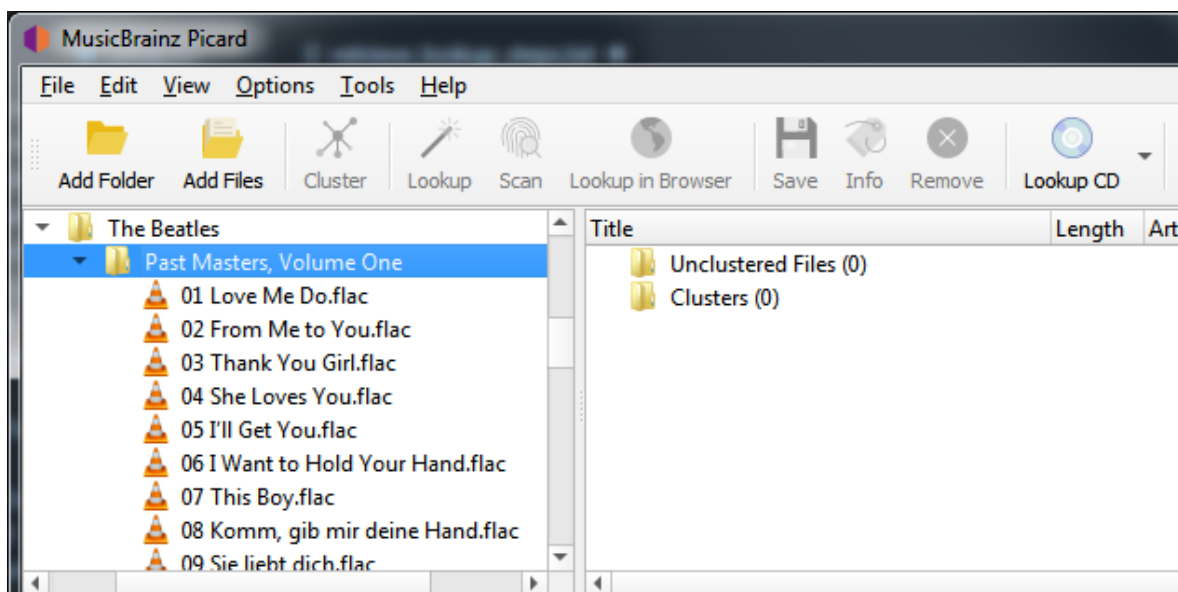 MusicBrainz Picard
File Edit View Options Tools Help
Add Folder Add Files Cluster Lookup Scan Lookup in Browser Save Info Remove Lookup CD
The Beatles
Past Masters, Volume One
01 Love Me Do.flac
02 From Me to You.flac
03 Thank You Girl.flac
04 She Loves You.flac
05 I'll Get You.flac
06 I Want to Hold Your Hand.flac
07 This Boy.flac
08 Komm, gib mir deine Hand.flac
09 Sie liebt dich.flac
Title Length Art
Unclustered Files (0)
Clusters (0)